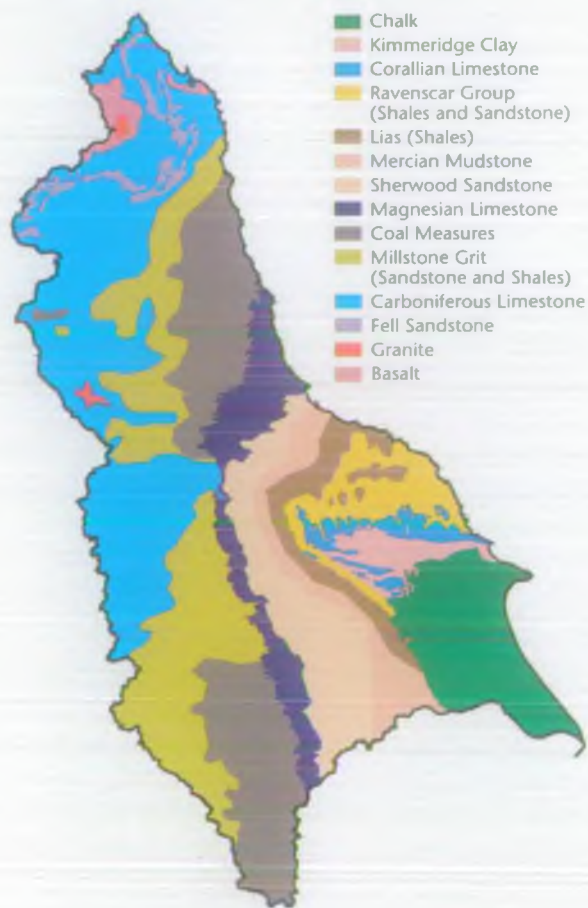 Chalk
Kimmeridge Clay
Corallian Limestone
Ravenscar Group
(Shales and Sandstone)
Lias (Shales)
Mercian Mudstone
Sherwood Sandstone
Magnesian Limestone
Coal Measures
Millstone Grit
(Sandstone and Shales)
Carboniferous Limestone
Fell Sandstone
Granite
Basalt